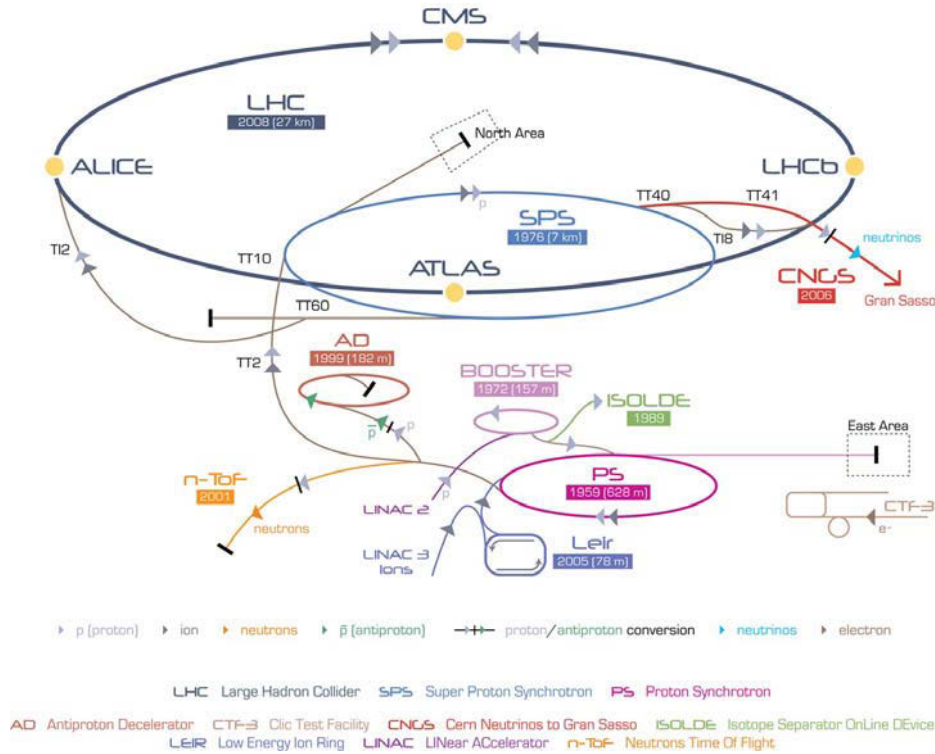 CMS
LHC
2008 (27 km)
North Area
ALICE
LHCb
TT40
TT41
SPS
1976 (7 km)
p
TI8
neutrinos
TI2
TT10
ATLAS
CNGS
2006
Gran Sasso
TT60
AD
1999 (182 m)
TT2
BOOSTER
1972 (157 m)
ISOLDE
1989
p̅
p
East Area
n-ToF
2001
LINAC 2
p
PS
1959 (628 m)
CTF-3
e-
neutrons
LINAC 3
Ions
Leir
2005 (78 m)
p (proton) ion neutrons p̅ (antiproton) proton/antiproton conversion neutrinos electron
LHC Large Hadron Collider SPS Super Proton Synchrotron PS Proton Synchrotron
AD Antiproton Decelerator CTF-3 Clic Test Facility CNGS Cern Neutrinos to Gran Sasso ISOLDE Isotope Separator OnLine DEvice
LEIR Low Energy Ion Ring LINAC LINear ACcelerator n-ToF Neutrons Time Of Flight